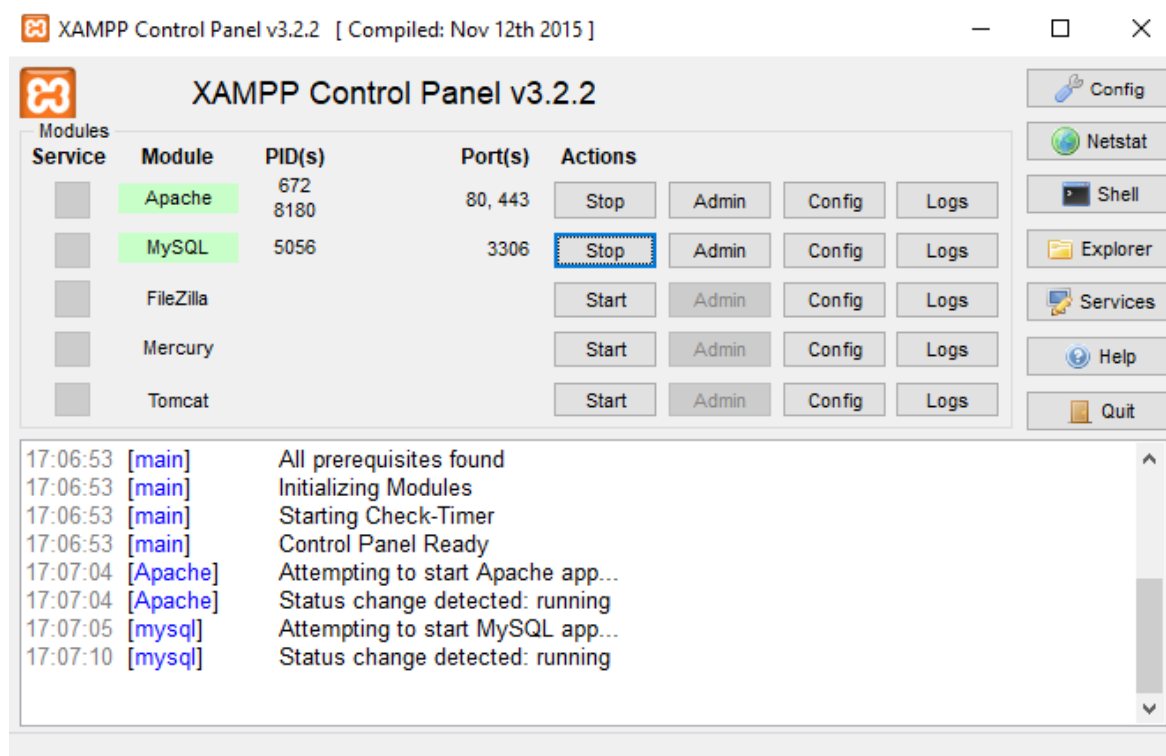 XAMPP Control Panel v3.2.2 [ Compiled: Nov 12th 2015 ]
XAMPP Control Panel v3.2.2
Config
Modules
Netstat
Service Module PID(s) Port(s) Actions
Apache 672 80, 443 Stop Admin Config Logs
8180
Shell
MySQL 5056 3306 Stop Admin Config Logs
Explorer
FileZilla Start Admin Config Logs
Services
Mercury Start Admin Config Logs
Help
Tomcat Start Admin Config Logs
Quit
17:06:53 [main] All prerequisites found
17:06:53 [main] Initializing Modules
17:06:53 [main] Starting Check-Timer
17:06:53 [main] Control Panel Ready
17:07:04 [Apache] Attempting to start Apache app...
17:07:04 [Apache] Status change detected: running
17:07:05 [mysql] Attempting to start MySQL app...
17:07:10 [mysql] Status change detected: running